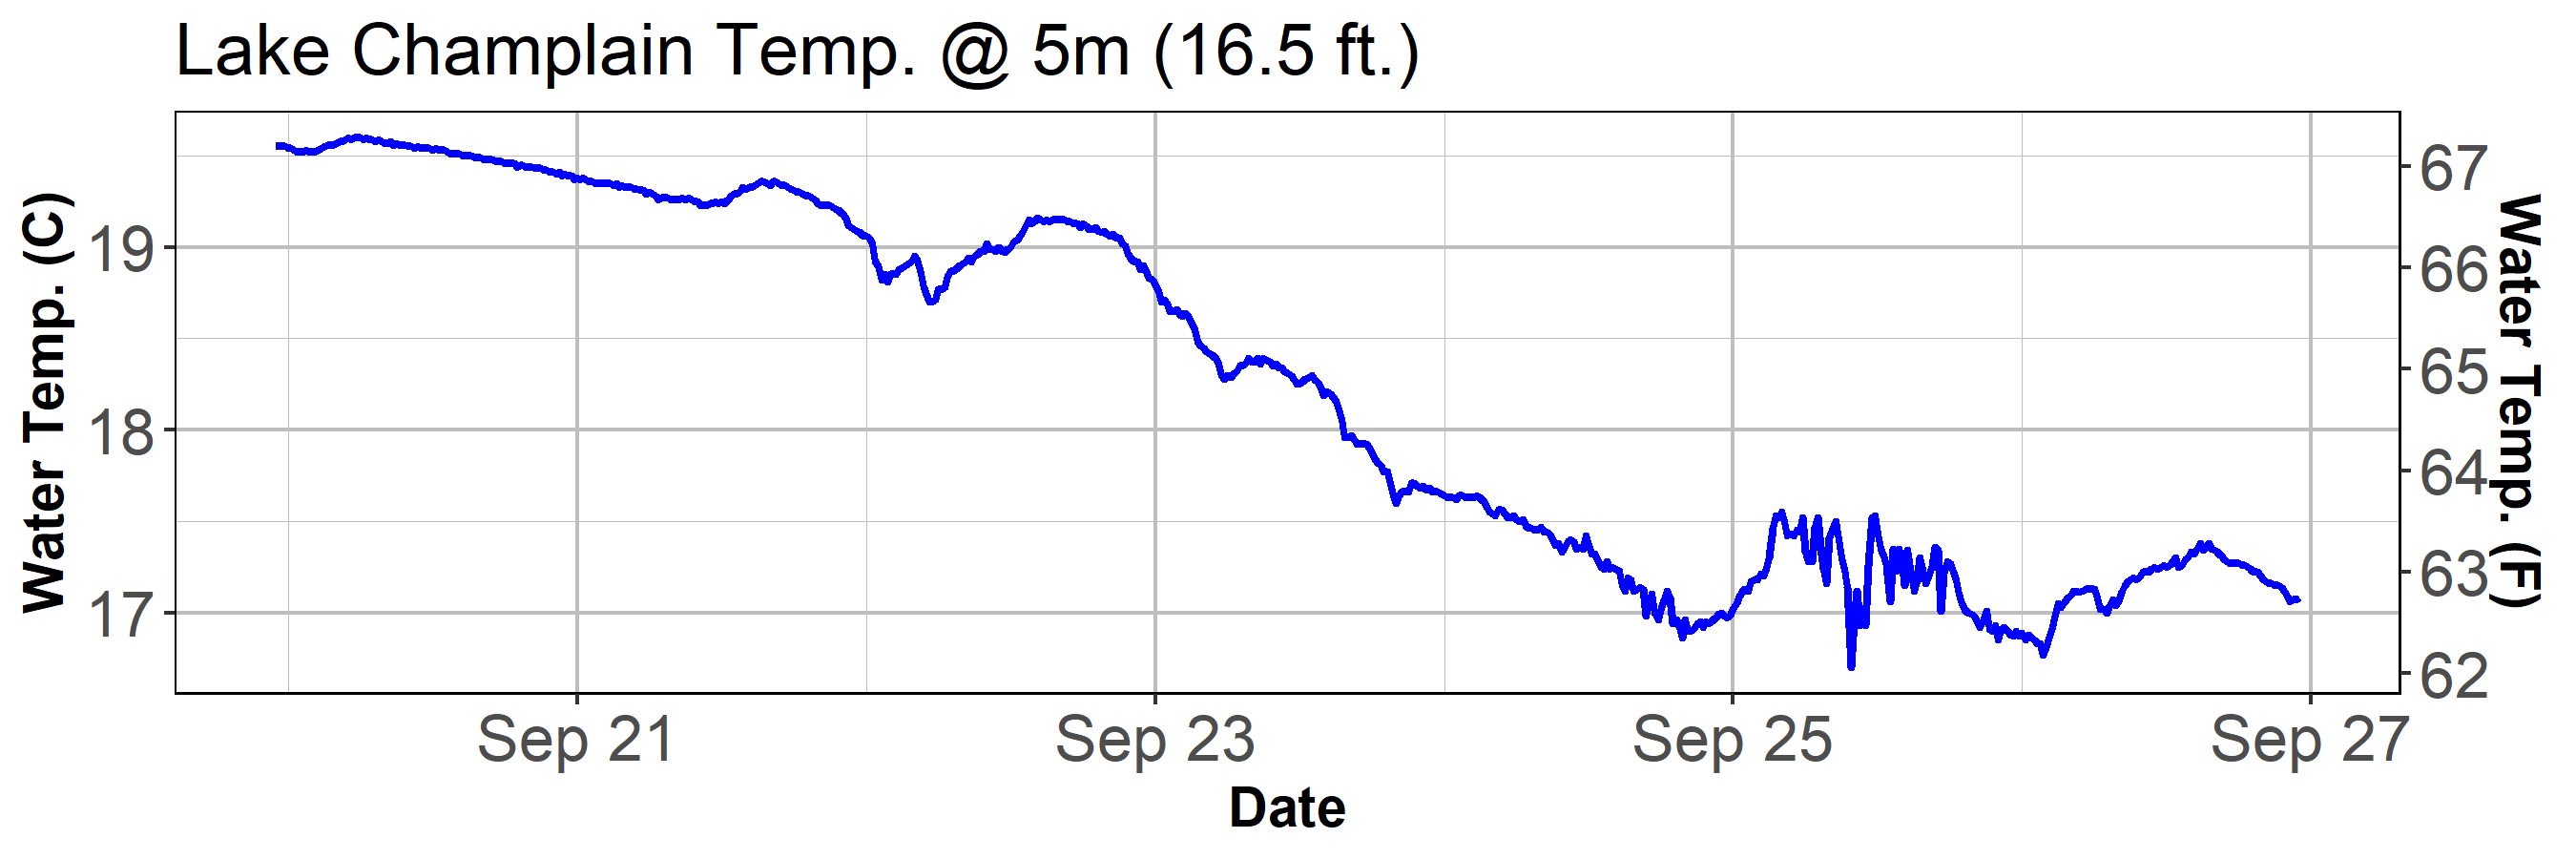 Lake Champlain Temp. @ 5m (16.5 ft.)
Water Temp. (C)
19
18
17
67
66
65
64
63
62
Water Temp. (F)
Sep 21 Sep 23 Sep 25 Sep 27
Date